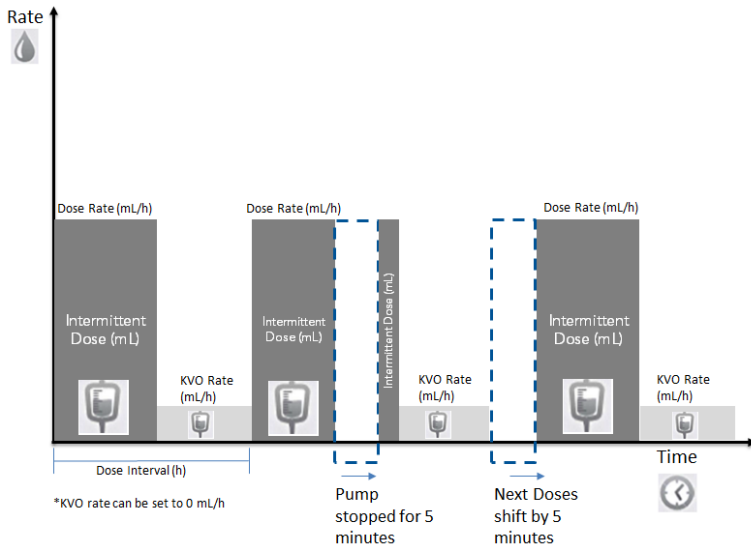 Rate
Dose Rate (mL/h)
Dose Rate (mL/h)
Dose Rate (mL/h)
Intermittent
Dose (mL)
KVO Rate
(mL/h)
Intermittent
Dose (mL)
Intermittent Dose (mL)
KVO Rate
(mL/h)
Intermittent
Dose (mL)
KVO Rate
(mL/h)
Time
Dose Interval (h)
*KVO rate can be set to 0 mL/h
Pump
stopped for 5
minutes
Next Doses
shift by 5
minutes